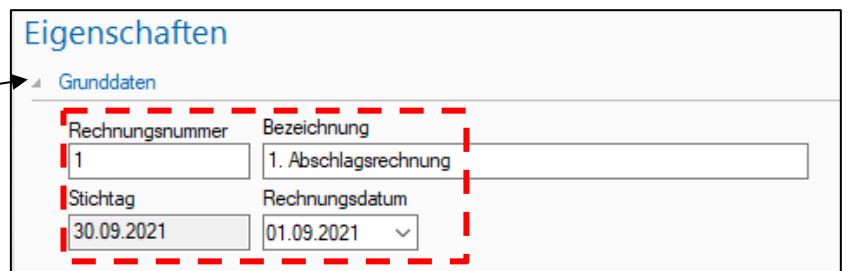 Eigenschaften
Grunddaten
Rechnungsnummer Bezeichnung
1 1. Abschlagsrechnung
Stichtag Rechnungsdatum
30.09.2021 01.09.2021